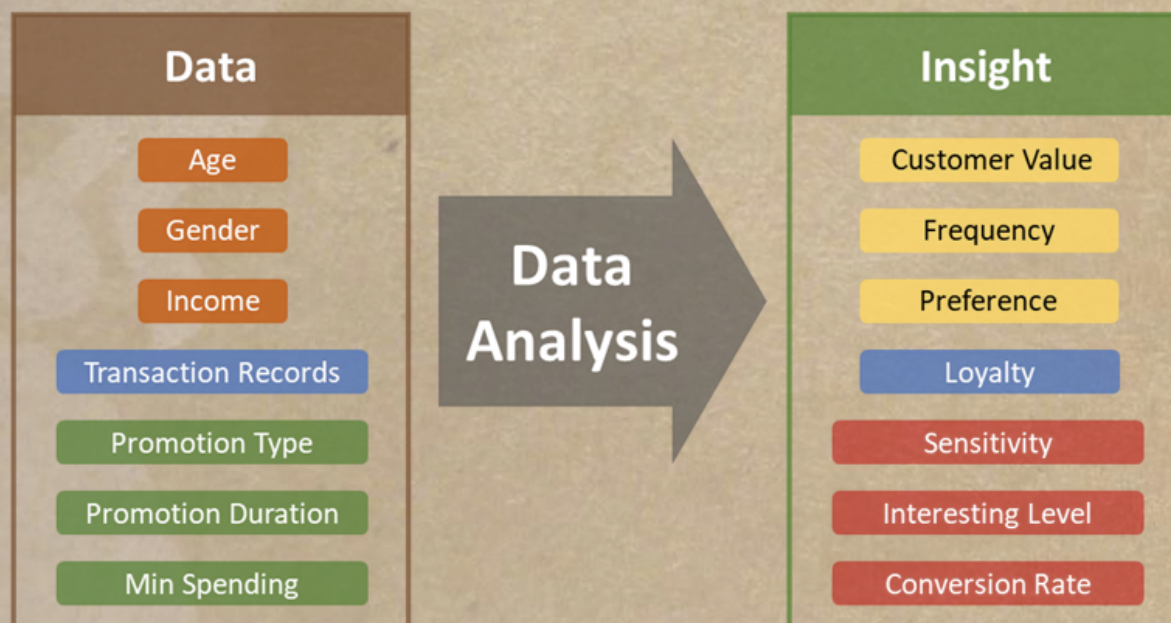 Data
Age
Gender
Income
Transaction Records
Promotion Type
Promotion Duration
Min Spending
Data
Analysis
Insight
Customer Value
Frequency
Preference
Loyalty
Sensitivity
Interesting Level
Conversion Rate